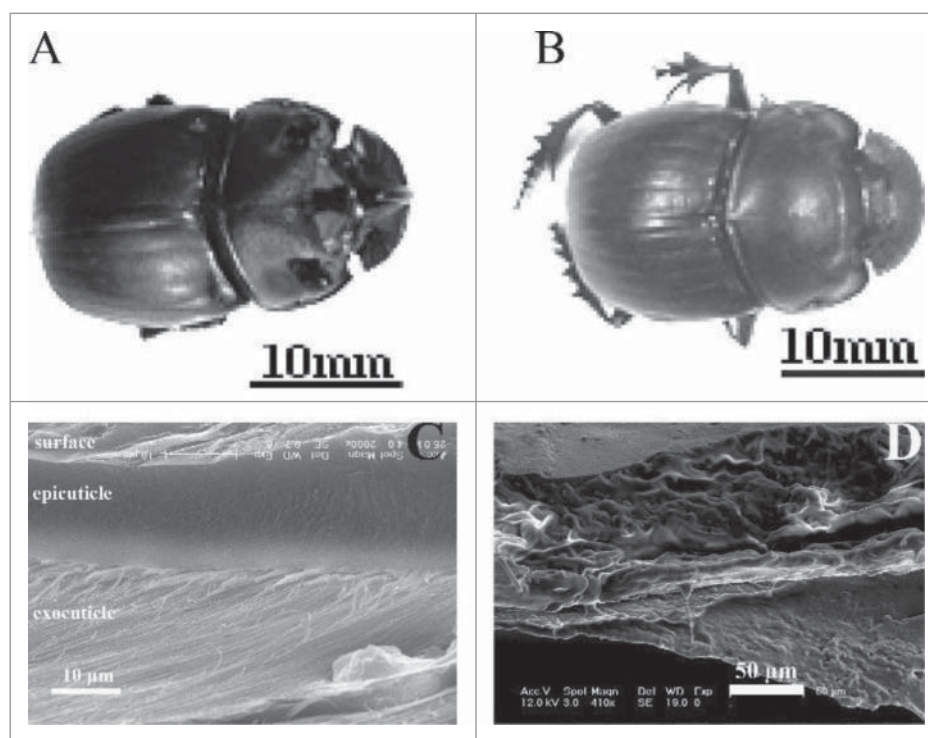 A
B
10mm
10mm
surface
C
epicuticle
exocuticle
10 µm
D
50 µm
Acc.V Spot Magn Det WD Exp
12.0 kV 3.0 410x SE 19.0 0